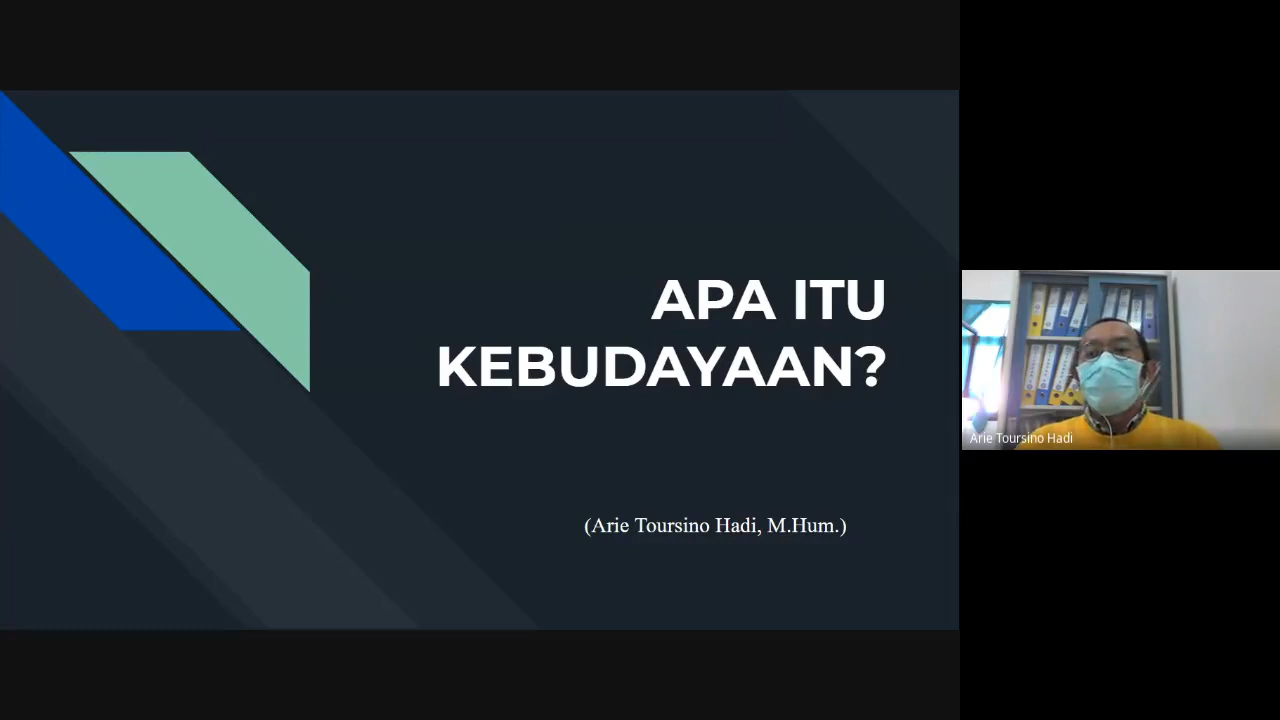 APA ITU
KEBUDAYAAN?
(Arie Toursino Hadi, M.Hum.)
Arie Toursino Hadi